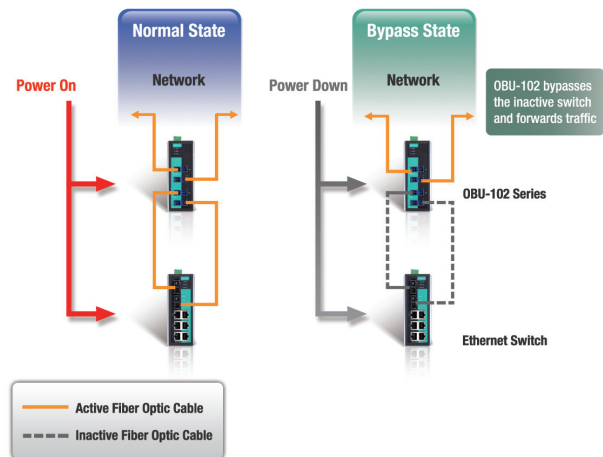 Normal State
Bypass State
Power On
Network
Power Down
Network
OBU-102 bypasses
the inactive switch
and forwards traffic
OBU-102 Series
Ethernet Switch
Active Fiber Optic Cable
Inactive Fiber Optic Cable